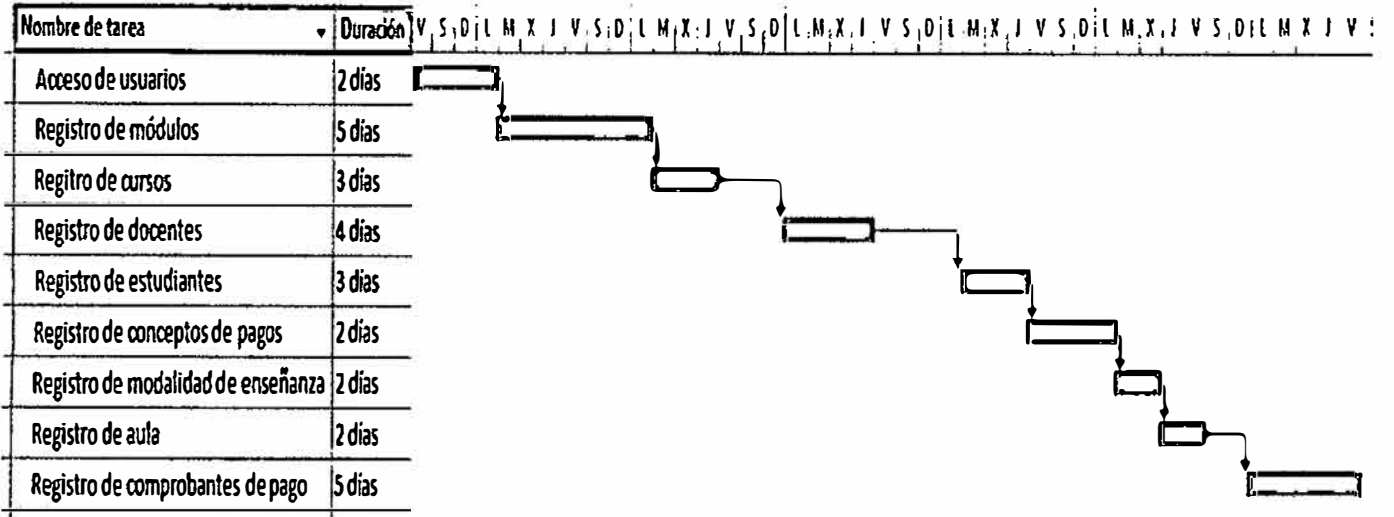 Nombre de tarea Duración V S D L M X J V S D L M X J V S D L M X J V S D L M X J V S D L M X J V S D L M X J V S
Acceso de usuarios 2 días
Registro de módulos 5 días
Regitro de cursos 3 días
Registro de docentes 4 días
Registro de estudiantes 3 días
Registro de conceptos de pagos 2 días
Registro de modalidad de enseñanza 2 días
Registro de aula 2 días
Registro de comprobantes de pago 5 días